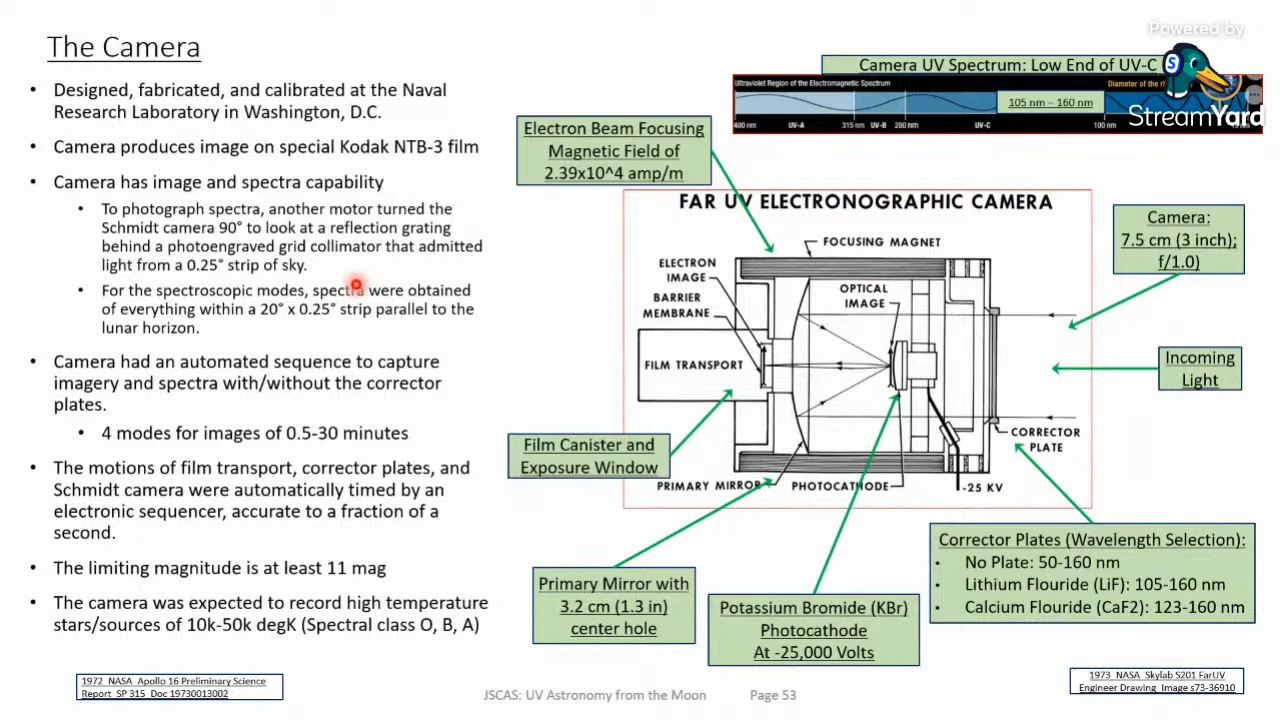 The Camera
• Designed, fabricated, and calibrated at the Naval
Research Laboratory in Washington, D.C.
• Camera produces image on special Kodak NTB-3 film
• Camera has image and spectra capability
• To photograph spectra, another motor turned the
Schmidt camera 90° to look at a reflection grating
behind a photoengraved grid collimator that admitted
light from a 0.25° strip of sky.
• For the spectroscopic modes, spectra were obtained
of everything within a 20° x 0.25° strip parallel to the
lunar horizon.
• Camera had an automated sequence to capture
imagery and spectra with/without the corrector
plates.
• 4 modes for images of 0.5-30 minutes
• The motions of film transport, corrector plates, and
Schmidt camera were automatically timed by an
electronic sequencer, accurate to a fraction of a
second.
• The limiting magnitude is at least 11 mag
• The camera was expected to record high temperature
stars/sources of 10k-50k degK (Spectral class O, B, A)
1972 NASA Apollo 16 Preliminary Science
Report SP 315 Doc 19730013002
Powered by
StreamYard
Camera UV Spectrum: Low End of UV-C
Ultraviolet Region of the Electromagnetic Spectrum
Diameter of the
105 nm – 160 nm
400 nm UV-A 315 nm UV-B 280 nm UV-C 100 nm
Electron Beam Focusing
Magnetic Field of
2.39x10^4 amp/m
FAR UV ELECTRONOGRAPHIC CAMERA
FOCUSING MAGNET
ELECTRON
IMAGE
BARRIER
MEMBRANE
OPTICAL
IMAGE
FILM TRANSPORT
PRIMARY MIRROR
PHOTOCATHODE
-25 KV
CORRECTOR
PLATE
Camera:
7.5 cm (3 inch);
f/1.0)
Incoming
Light
Film Canister and
Exposure Window
Primary Mirror with
3.2 cm (1.3 in)
center hole
Potassium Bromide (KBr)
Photocathode
At -25,000 Volts
Corrector Plates (Wavelength Selection):
• No Plate: 50-160 nm
• Lithium Flouride (LiF): 105-160 nm
• Calcium Flouride (CaF2): 123-160 nm
JSCAS: UV Astronomy from the Moon Page 53
1973 NASA Skylab S201 FarUV
Engineer Drawing Image s73-36910